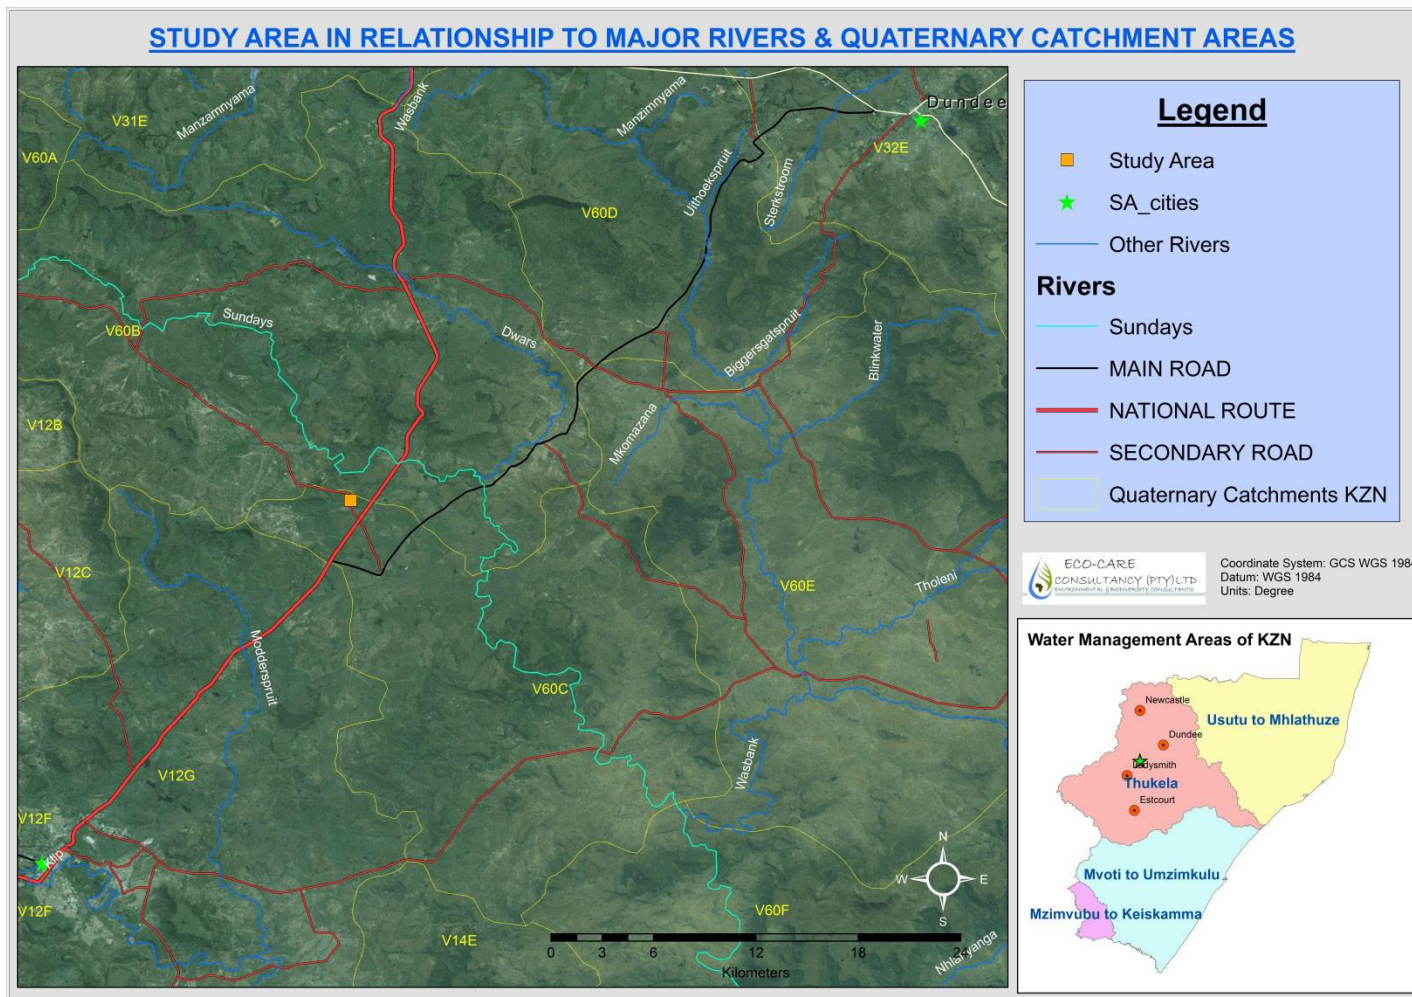 STUDY AREA IN RELATIONSHIP TO MAJOR RIVERS & QUATERNARY CATCHMENT AREAS
V31E
Manzamnyama
Wasbank
Manzimnyama
Dundee
V60A
V32E
Uithoekspruit
Sterkstroom
V60D
Sundays
V60B
Dwars
Biggersgatspruit
Blinkwater
V12B
Mkomazana
V12C
V60E
Tholeni
Modderspruit
V60C
Wasbank
V12G
V12F
Klip
V12F
V60F
V14E
N
W
E
S
0
3
6
12
18
24
Kilometers
Legend
Study Area
SA_cities
Other Rivers
Rivers
Sundays
MAIN ROAD
NATIONAL ROUTE
SECONDARY ROAD
Quaternary Catchments KZN
ECO-CARE
CONSULTANCY (PTY) LTD
ENVIRONMENTAL & BIODIVERSITY CONSULTANTS
Coordinate System: GCS WGS 1984
Datum: WGS 1984
Units: Degree
Water Management Areas of KZN
Newcastle
Usutu to Mhlathuze
Dundee
Ladysmith
Thukela
Estcourt
Mvoti to Umzimkulu
Mzimvubu to Keiskamma